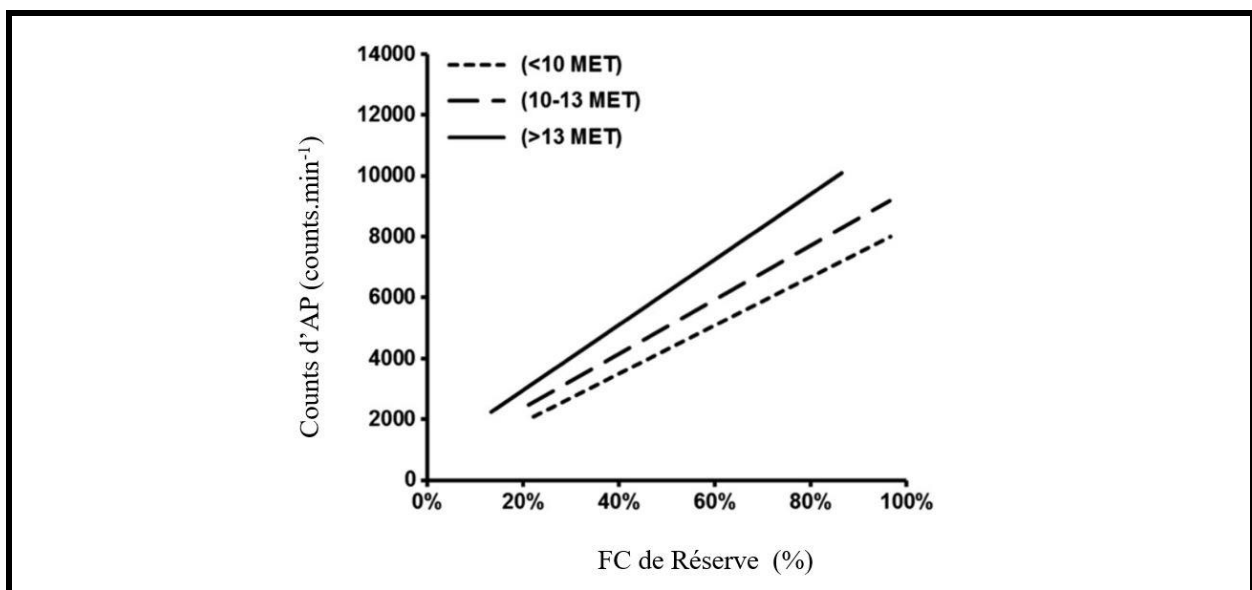 14000
12000
10000
8000
6000
4000
2000
0
Counts d'AP (counts.min⁻¹)
(<10 MET)
(10-13 MET)
(>13 MET)
0% 20% 40% 60% 80% 100%
FC de Réserve (%)